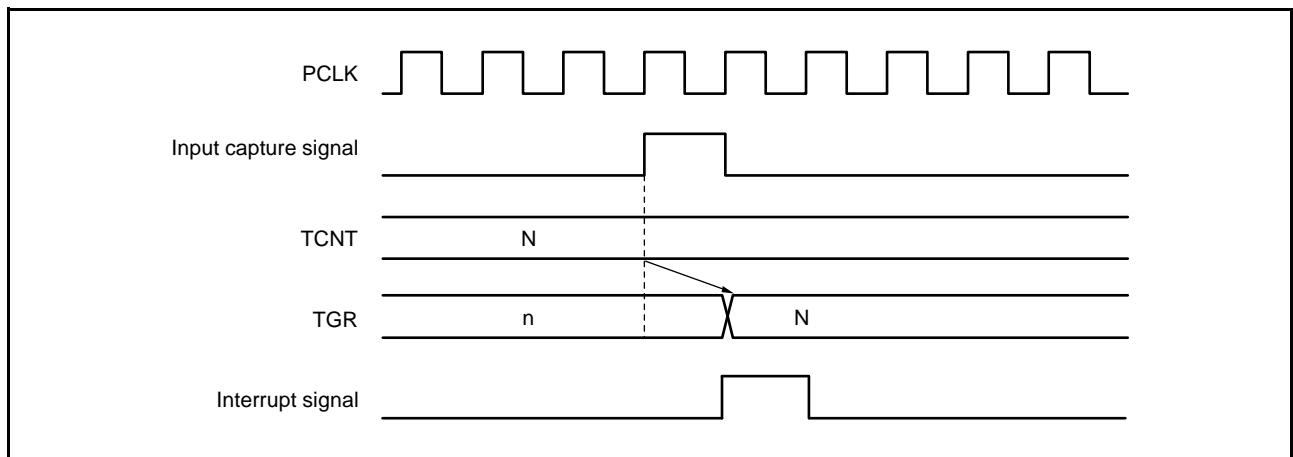 PCLK
Input capture signal
TCNT
N
TGR
n
N
Interrupt signal